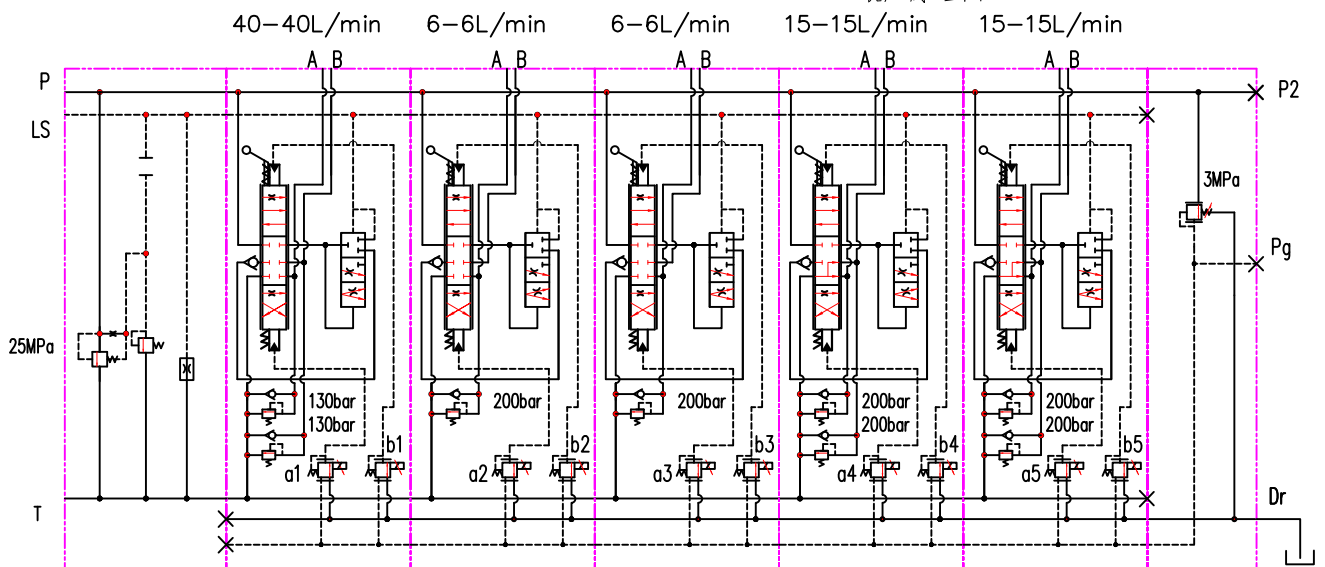 40-40L/min 6-6L/min 6-6L/min 15-15L/min 15-15L/min
A B A B A B A B A B
P P2
LS
3MPa
Pg
25MPa
130bar 200bar 200bar 200bar 200bar
130bar 200bar 200bar
a1 b1 a2 b2 a3 b3 a4 b4 a5 b5
T Dr